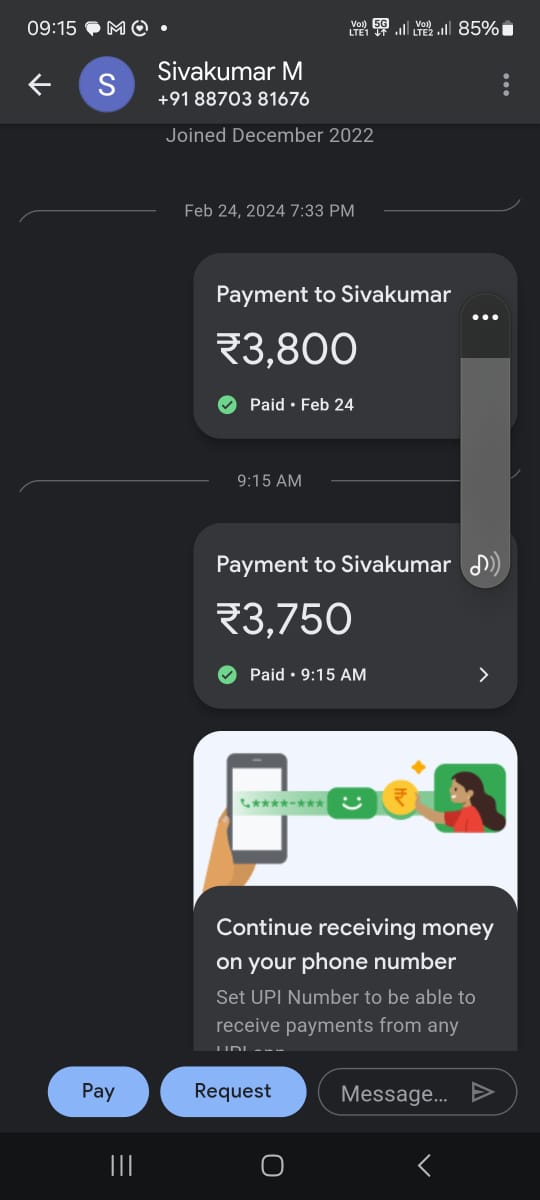 09:15
Vo)) LTE1 5G Vo)) LTE2 85%
S
Sivakumar M
+91 88703 81676
Joined December 2022
Feb 24, 2024 7:33 PM
Payment to Sivakumar
₹3,800
Paid • Feb 24
9:15 AM
Payment to Sivakumar
₹3,750
Paid • 9:15 AM
****-***
₹
Continue receiving money
on your phone number
Set UPI Number to be able to
receive payments from any
UPI app
Pay
Request
Message...